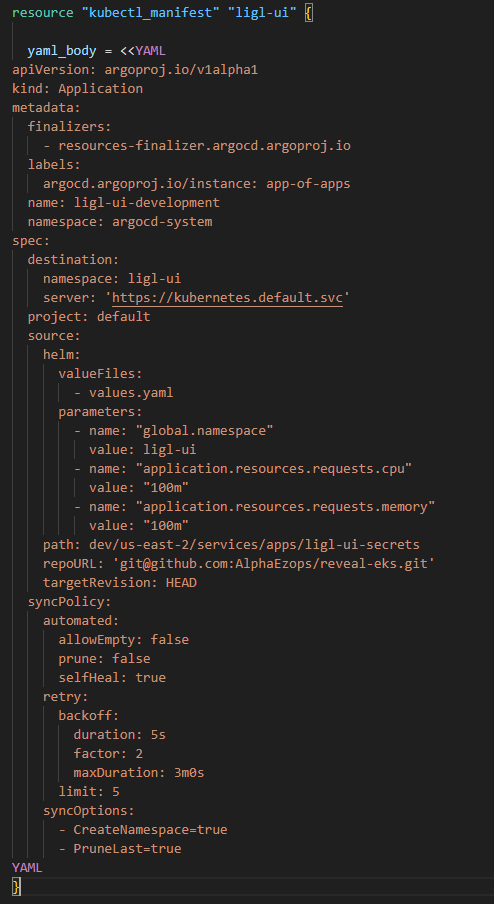 resource "kubectl_manifest" "ligl-ui" {
  yaml_body = <<YAML
apiVersion: argoproj.io/v1alpha1
kind: Application
metadata:
  finalizers:
    - resources-finalizer.argocd.argoproj.io
  labels:
    argocd.argoproj.io/instance: app-of-apps
  name: ligl-ui-development
  namespace: argocd-system
spec:
  destination:
    namespace: ligl-ui
    server: 'https://kubernetes.default.svc'
  project: default
  source:
    helm:
      valueFiles:
        - values.yaml
      parameters:
        - name: "global.namespace"
          value: ligl-ui
        - name: "application.resources.requests.cpu"
          value: "100m"
        - name: "application.resources.requests.memory"
          value: "100m"
    path: dev/us-east-2/services/apps/ligl-ui-secrets
    repoURL: 'git@github.com:AlphaEzops/reveal-eks.git'
    targetRevision: HEAD
  syncPolicy:
    automated:
      allowEmpty: false
      prune: false
      selfHeal: true
    retry:
      backoff:
        duration: 5s
        factor: 2
        maxDuration: 3m0s
      limit: 5
    syncOptions:
      - CreateNamespace=true
      - PruneLast=true
YAML
}